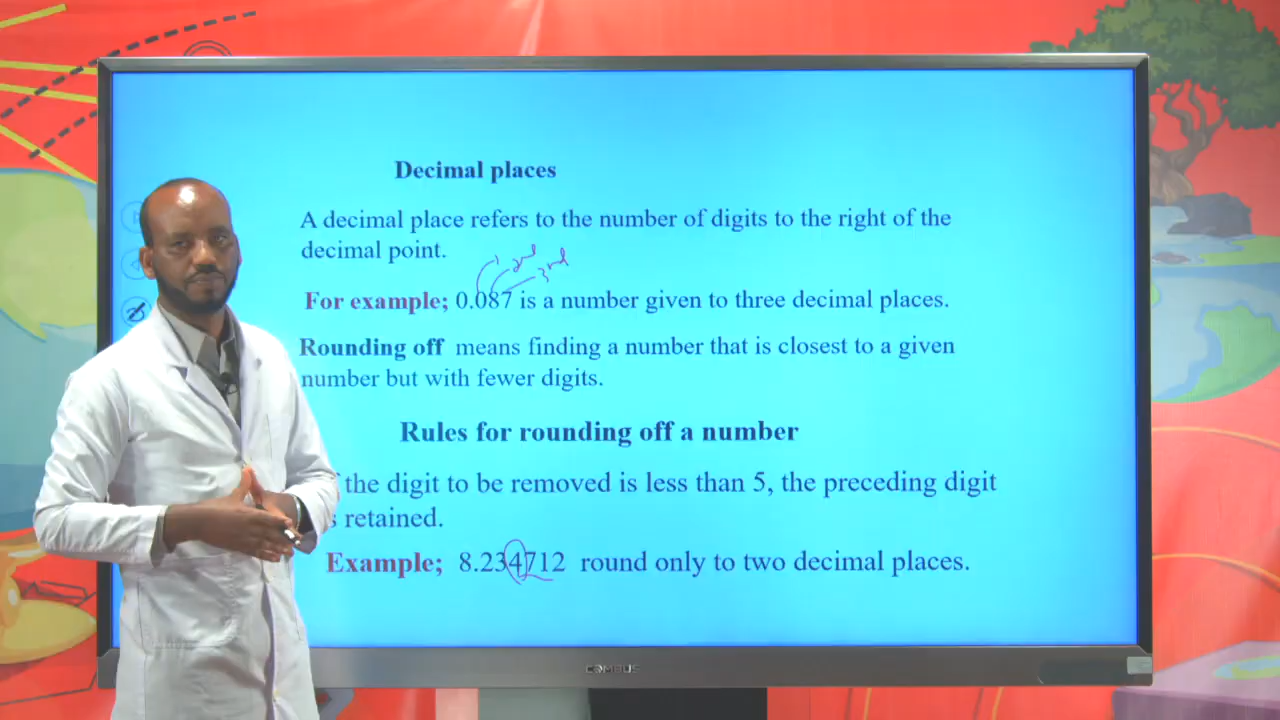 Decimal places
A decimal place refers to the number of digits to the right of the
decimal point.
2nd 3rd
For example; 0.087 is a number given to three decimal places.
Rounding off means finding a number that is closest to a given
number but with fewer digits.
Rules for rounding off a number
the digit to be removed is less than 5, the preceding digit
retained.
Example; 8.234712 round only to two decimal places.
COMBUS